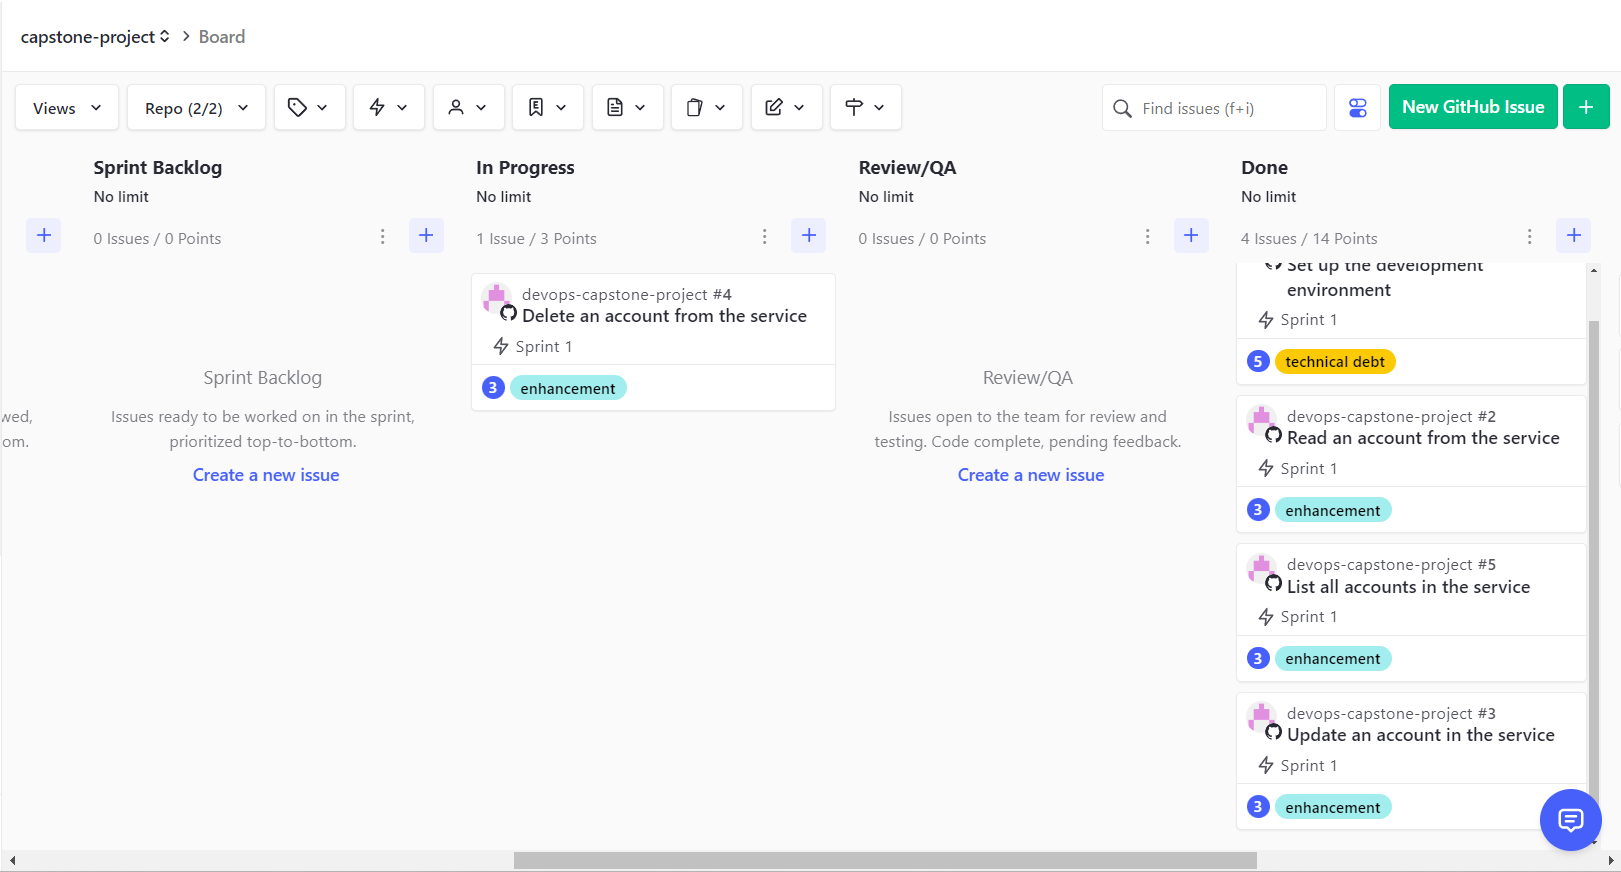 capstone-project > Board
Views
Repo (2/2)
Find issues (f+i)
New GitHub Issue
+
wed,
om.
Sprint Backlog
No limit
0 Issues / 0 Points
Sprint Backlog
Issues ready to be worked on in the sprint,
prioritized top-to-bottom.
Create a new issue
In Progress
No limit
1 Issue / 3 Points
devops-capstone-project #4
Delete an account from the service
Sprint 1
3 enhancement
Review/QA
No limit
0 Issues / 0 Points
Review/QA
Issues open to the team for review and
testing. Code complete, pending feedback.
Create a new issue
Done
No limit
4 Issues / 14 Points
Set up the development
environment
Sprint 1
5 technical debt
devops-capstone-project #2
Read an account from the service
Sprint 1
3 enhancement
devops-capstone-project #5
List all accounts in the service
Sprint 1
3 enhancement
devops-capstone-project #3
Update an account in the service
Sprint 1
3 enhancement